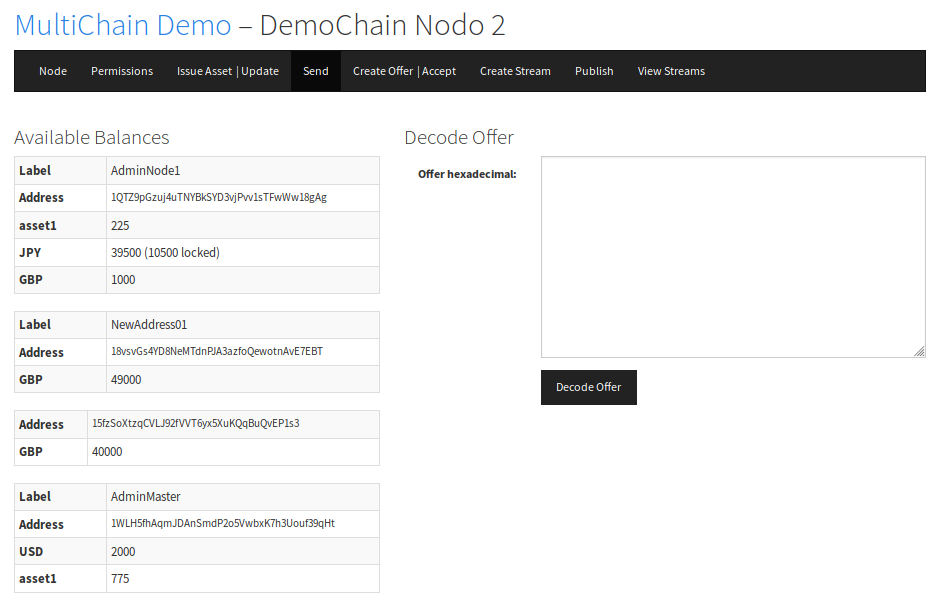 MultiChain Demo – DemoChain Nodo 2
Node Permissions Issue Asset | Update Send Create Offer | Accept Create Stream Publish View Streams
Available Balances
Label AdminNode1
Address 1QTZ9pGzuj4uTNYBkSYD3vjPvv1sTFwWw18gAg
asset1 225
JPY 39500 (10500 locked)
GBP 1000
Label NewAddress01
Address 18vsvGs4YD8NeMTdnPJA3azfoQewotnAvE7EBT
GBP 49000
Address 15fzSoXtzqCVLJ92fVVT6yx5XuKQqBuQvEP1s3
GBP 40000
Label AdminMaster
Address 1WLH5fhAqmJDAnSmdP2o5VwbxK7h3Uouf39qHt
USD 2000
asset1 775
Decode Offer
Offer hexadecimal:
Decode Offer